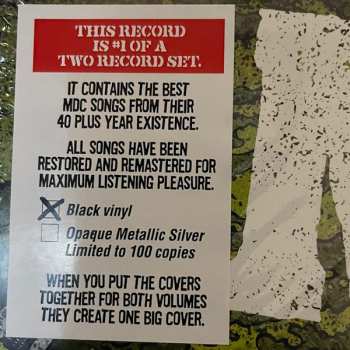 THIS RECORD
IS #1 OF A
TWO RECORD SET.
IT CONTAINS THE BEST
MDC SONGS FROM THEIR
40 PLUS YEAR EXISTENCE.
ALL SONGS HAVE BEEN
RESTORED AND REMASTERED FOR
MAXIMUM LISTENING PLEASURE.
Black vinyl
Opaque Metallic Silver
Limited to 100 copies
WHEN YOU PUT THE COVERS
TOGETHER FOR BOTH VOLUMES
THEY CREATE ONE BIG COVER.